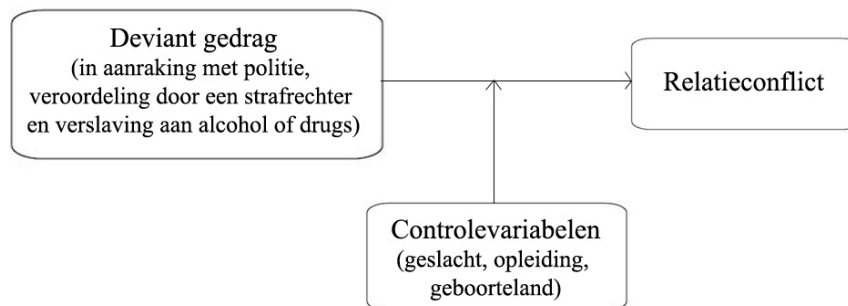 Deviant gedrag
(in aanraking met politie,
veroordeling door een strafrechter
en verslaving aan alcohol of drugs)
Relatieconflict
Controlevariabelen
(geslacht, opleiding,
geboorteland)